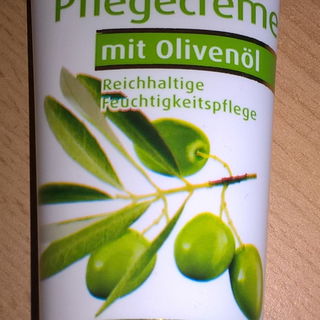 Pflegecreme
mit Olivenöl
Reichhaltige
Feuchtigkeitspflege